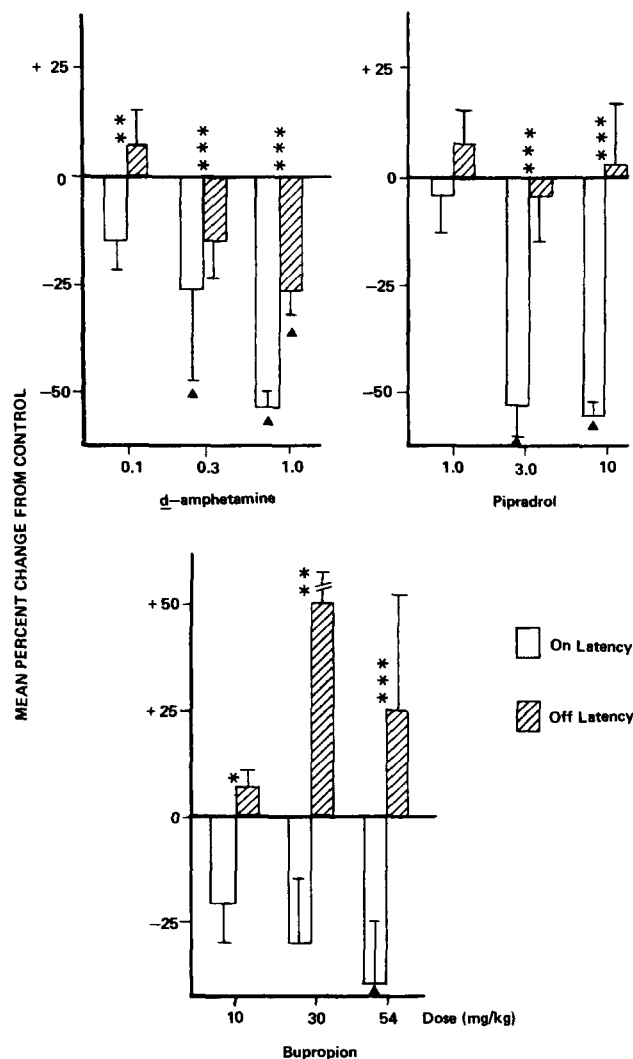 + 25
0
−25
−50
**
***
***
0.1 0.3 1.0
d−amphetamine
+ 25
0
−25
−50
***
***
1.0 3.0 10
Pipradrol
MEAN PERCENT CHANGE FROM CONTROL
+ 50
+ 25
0
−25
*
**
***
On Latency
Off Latency
10 30 54 Dose (mg/kg)
Bupropion